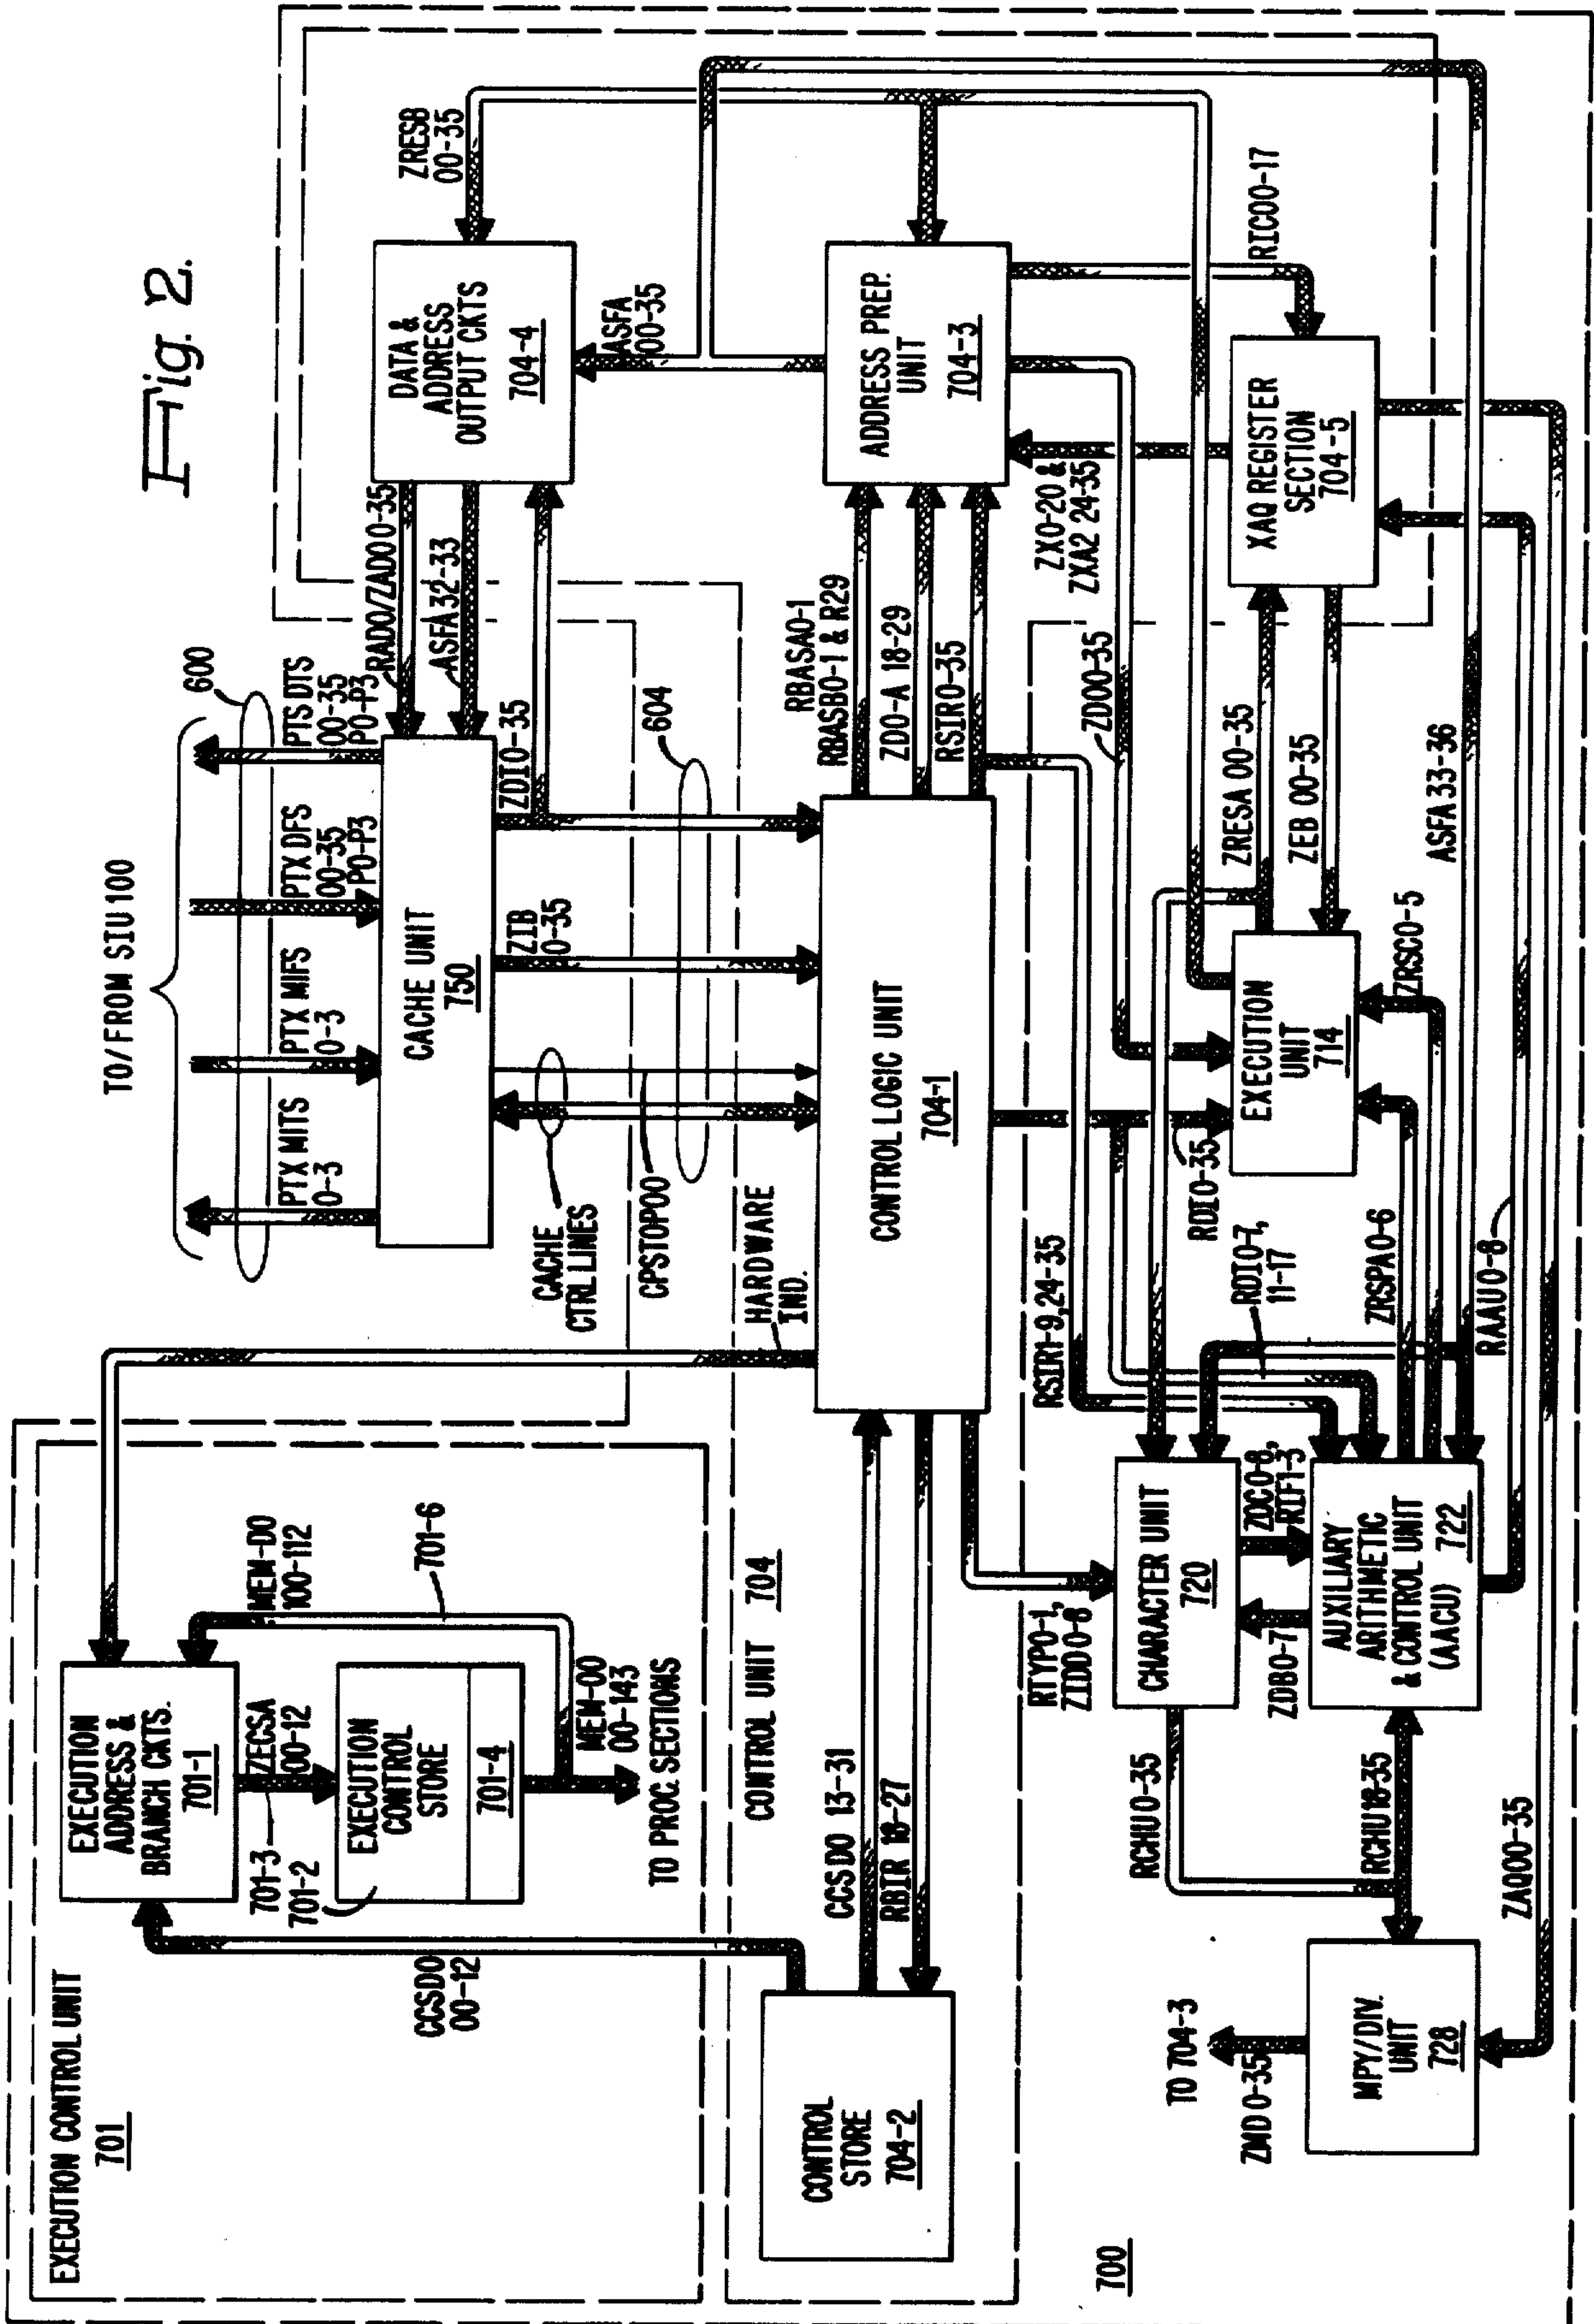 Fig. 2.
TO/FROM SIU 100
600
PTX MITS
0-3
PTX MIFS
0-3
PTX DFS
00-35
P0-P3
PTS DTS
00-35
P0-P3
EXECUTION CONTROL UNIT
701
EXECUTION
ADDRESS &
BRANCH CKTS.
701-1
701-3
ZECSA
00-12
701-2
EXECUTION
CONTROL
STORE
701-4
MEM-DO
100-112
701-6
MEM-00
00-143
TO PROC SECTIONS
CCSDO
00-12
CACHE UNIT
750
RADO/ZADO 0-35
ASFA 32-33
ZDI0-35
ZIB
0-35
CACHE
CTRL LINES
CPSTOP00
604
HARDWARE
IND.
DATA &
ADDRESS
OUTPUT CKTS
704-4
ZRESB
00-35
ASFA
00-35
CONTROL UNIT 704
CONTROL
STORE
704-2
CCSDO 13-31
RBIR 18-27
CONTROL LOGIC UNIT
704-1
RBASA0-1
RBASB0-1 & R29
ZDO-A 18-29
RSIR0-35
ADDRESS PREP.
UNIT
704-3
ZX0-20 &
ZXA2 24-35
ZDO0-35
RIC00-17
XAQ REGISTER
SECTION
704-5
ZRESA 00-35
ZEB 00-35
EXECUTION
UNIT
714
RDI0-35
RSIR1-9,24-35
RDI0-7,
11-17
ZRSPA0-6
ZRSC0-5
ASFA 33-36
RAAU0-8
RTYP0-1,
ZIDD0-8
CHARACTER UNIT
720
ZDC0-8,
RIF1-3
ZDB0-7
AUXILIARY
ARITHMETIC
& CONTROL UNIT
(AACU) 722
RCHU0-35
RCHU18-35
ZAQ00-35
TO 704-3
ZMD0-35
MPY/DIV.
UNIT
728
700